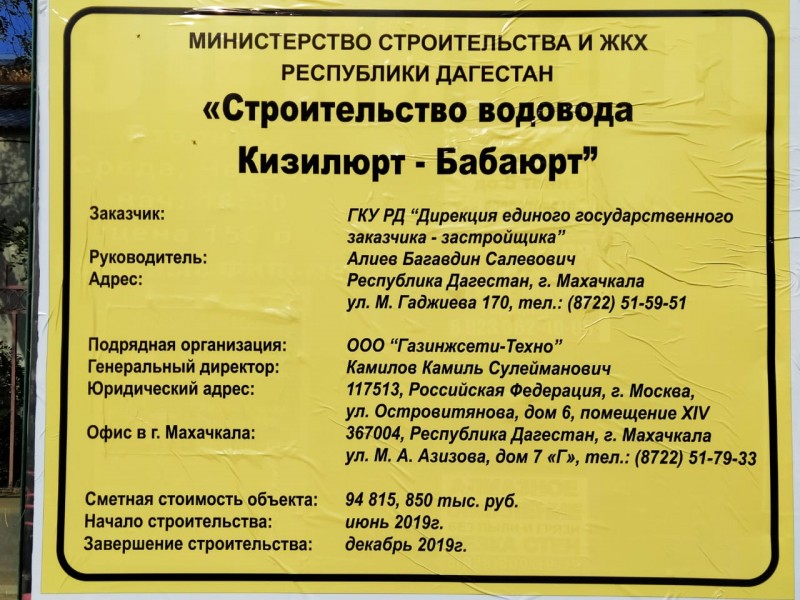 МИНИСТЕРСТВО СТРОИТЕЛЬСТВА И ЖКХ
РЕСПУБЛИКИ ДАГЕСТАН
«Строительство водовода
Кизилюрт - Бабаюрт”
Заказчик: ГКУ РД “Дирекция единого государственного
заказчика - застройщика”
Руководитель: Алиев Багавдин Салевович
Адрес: Республика Дагестан, г. Махачкала
ул. М. Гаджиева 170, тел.: (8722) 51-59-51
Подрядная организация: ООО “Газинжсети-Техно”
Генеральный директор: Камилов Камиль Сулейманович
Юридический адрес: 117513, Российская Федерация, г. Москва,
ул. Островитянова, дом 6, помещение XIV
Офис в г. Махачкала: 367004, Республика Дагестан, г. Махачкала
ул. М. А. Азизова, дом 7 «Г», тел.: (8722) 51-79-33
Сметная стоимость объекта: 94 815, 850 тыс. руб.
Начало строительства: июнь 2019г.
Завершение строительства: декабрь 2019г.